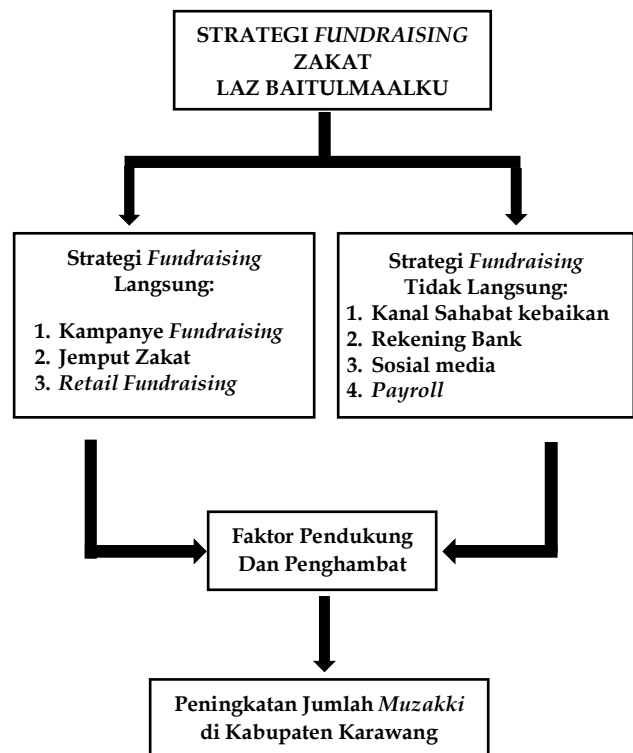 STRATEGI FUNDRAISING
ZAKAT
LAZ BAITULMAALKU
Strategi Fundraising
Langsung:
1. Kampanye Fundraising
2. Jemput Zakat
3. Retail Fundraising
Strategi Fundraising
Tidak Langsung:
1. Kanal Sahabat kebaikan
2. Rekening Bank
3. Sosial media
4. Payroll
Faktor Pendukung
Dan Penghambat
Peningkatan Jumlah Muzakki
di Kabupaten Karawang